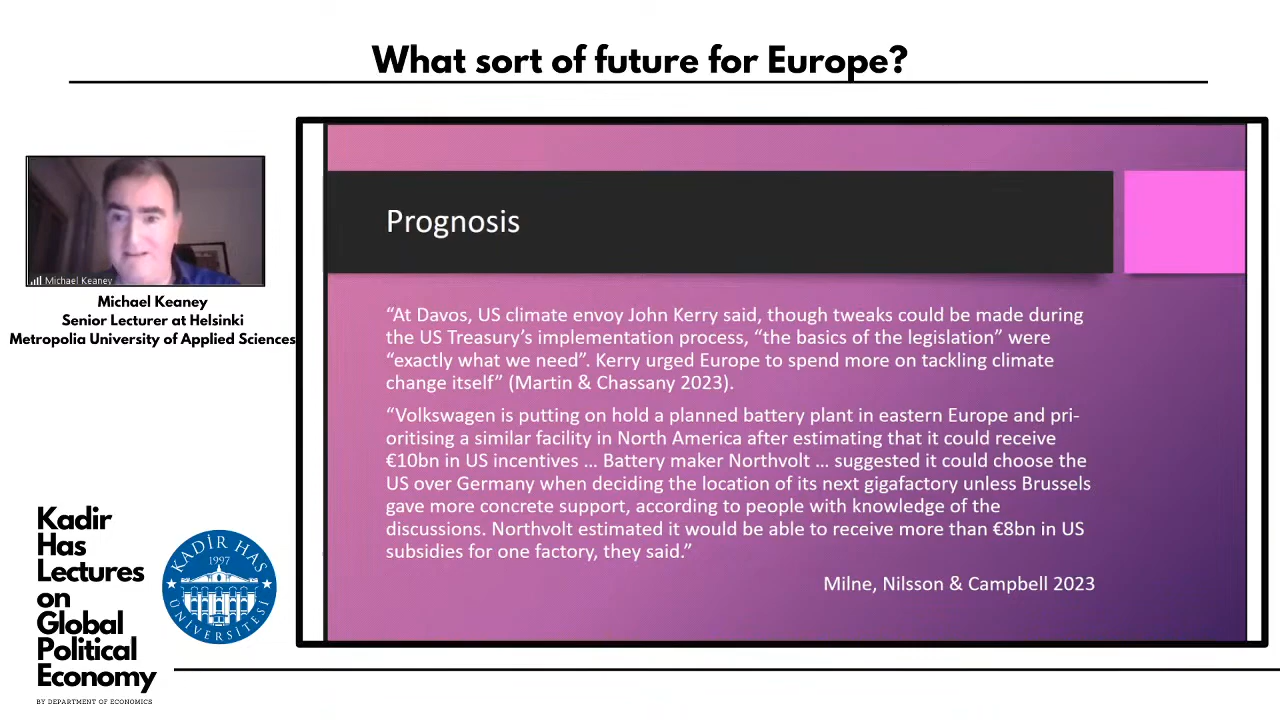 What sort of future for Europe?
Michael Keaney
Michael Keaney
Senior Lecturer at Helsinki
Metropolia University of Applied Sciences
Prognosis
“At Davos, US climate envoy John Kerry said, though tweaks could be made during
the US Treasury’s implementation process, “the basics of the legislation” were
“exactly what we need”. Kerry urged Europe to spend more on tackling climate
change itself” (Martin & Chassany 2023).
“Volkswagen is putting on hold a planned battery plant in eastern Europe and pri-
oritising a similar facility in North America after estimating that it could receive
€10bn in US incentives … Battery maker Northvolt … suggested it could choose the
US over Germany when deciding the location of its next gigafactory unless Brussels
gave more concrete support, according to people with knowledge of the
discussions. Northvolt estimated it would be able to receive more than €8bn in US
subsidies for one factory, they said.”
Milne, Nilsson & Campbell 2023
Kadir
Has
Lectures
on
Global
Political
Economy
BY DEPARTMENT OF ECONOMICS
KADİR HAS
1997
ÜNİVERSİTESİ